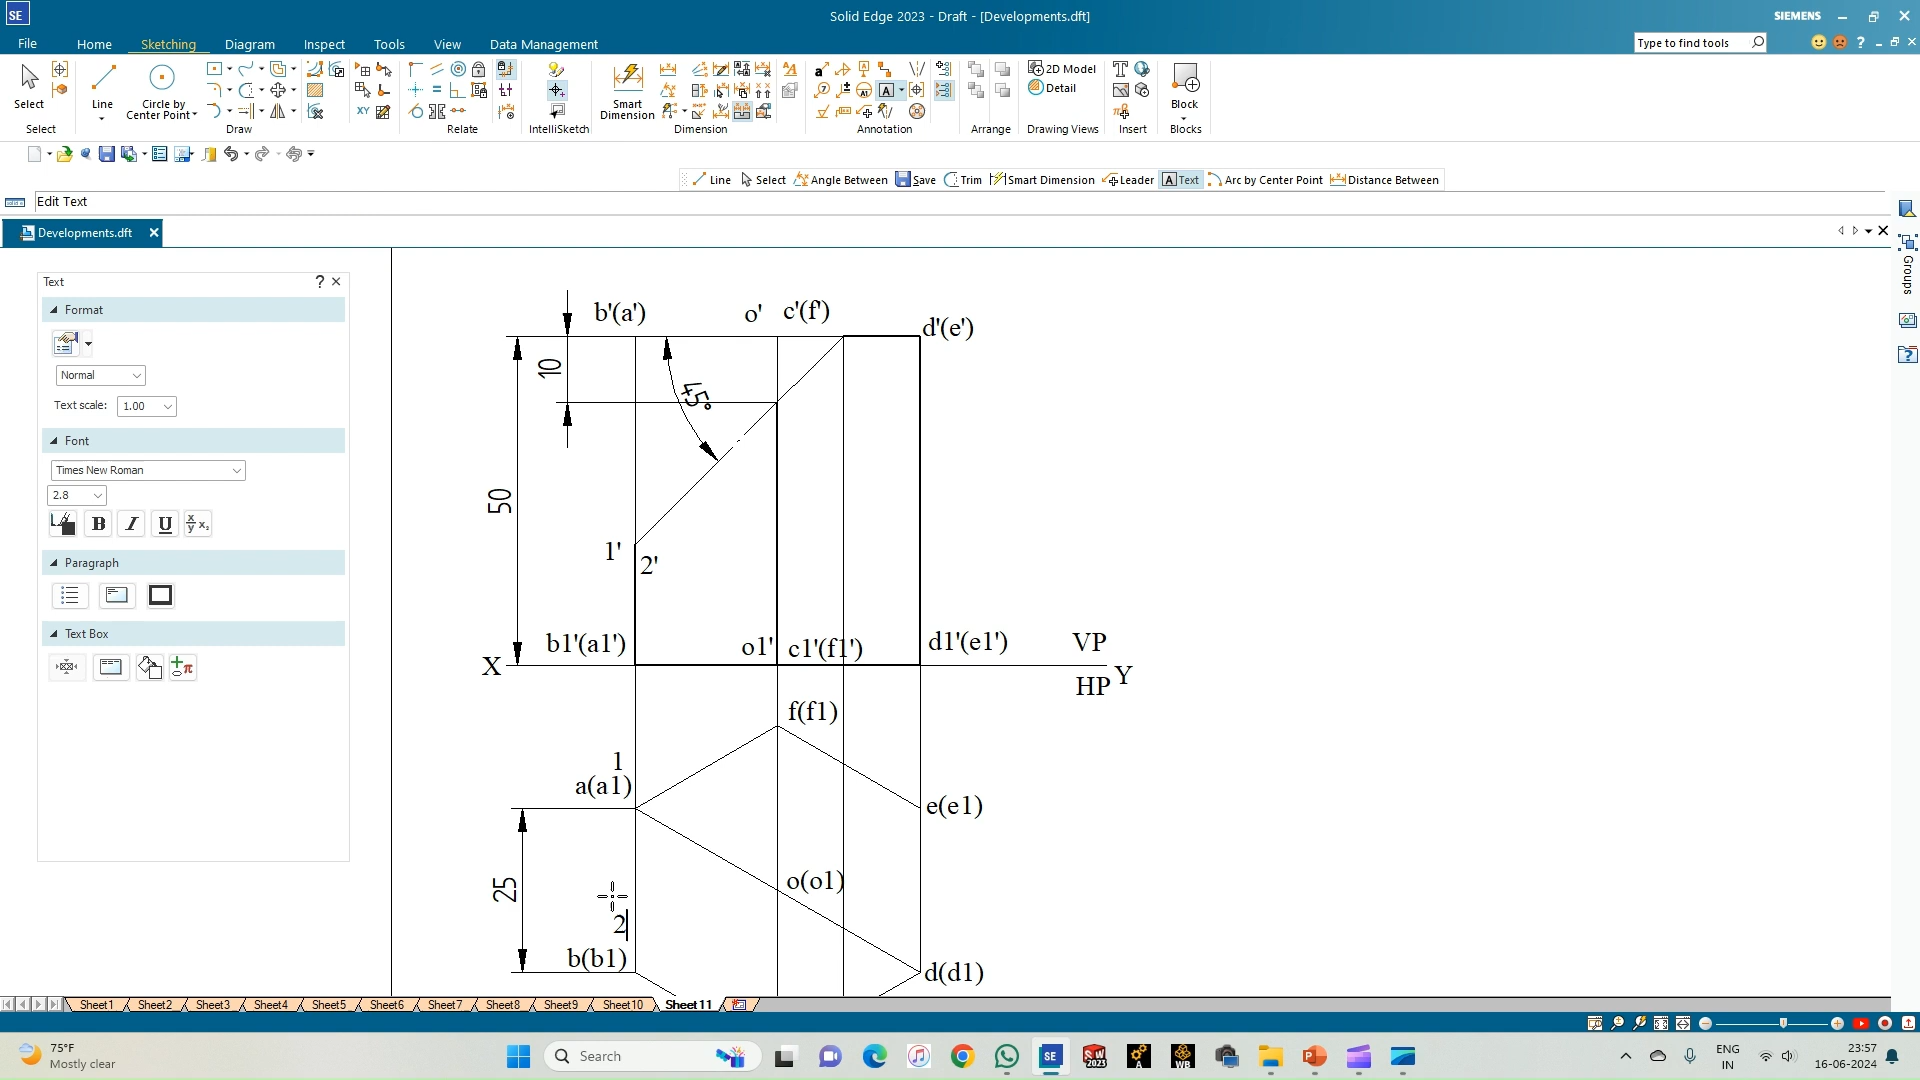 SE
Solid Edge 2023 - Draft - [Developments.dft]
SIEMENS
File
Home
Sketching
Diagram
Inspect
Tools
View
Data Management
Type to find tools
Select
Line
Circle by
Center Point
Smart
Dimension
2D Model
Detail
Block
Select
Draw
Relate
IntelliSketch
Dimension
Annotation
Arrange
Drawing Views
Insert
Blocks
Line
Select
Angle Between
Save
Trim
Smart Dimension
Leader
Text
Arc by Center Point
Distance Between
Edit Text
Developments.dft
Groups
Text
Format
Normal
Text scale: 1.00
Font
Times New Roman
2.8
B I U
Paragraph
Text Box
b'(a')
o'
c'(f')
d'(e')
10
45°
50
1'
2'
b1'(a1')
o1'
c1'(f1')
d1'(e1')
VP
X
Y
HP
f(f1)
1
a(a1)
e(e1)
25
o(o1)
2
b(b1)
d(d1)
Sheet1
Sheet2
Sheet3
Sheet4
Sheet5
Sheet6
Sheet7
Sheet8
Sheet9
Sheet10
Sheet11
75°F
Mostly clear
Search
ENG
IN
23:57
16-06-2024